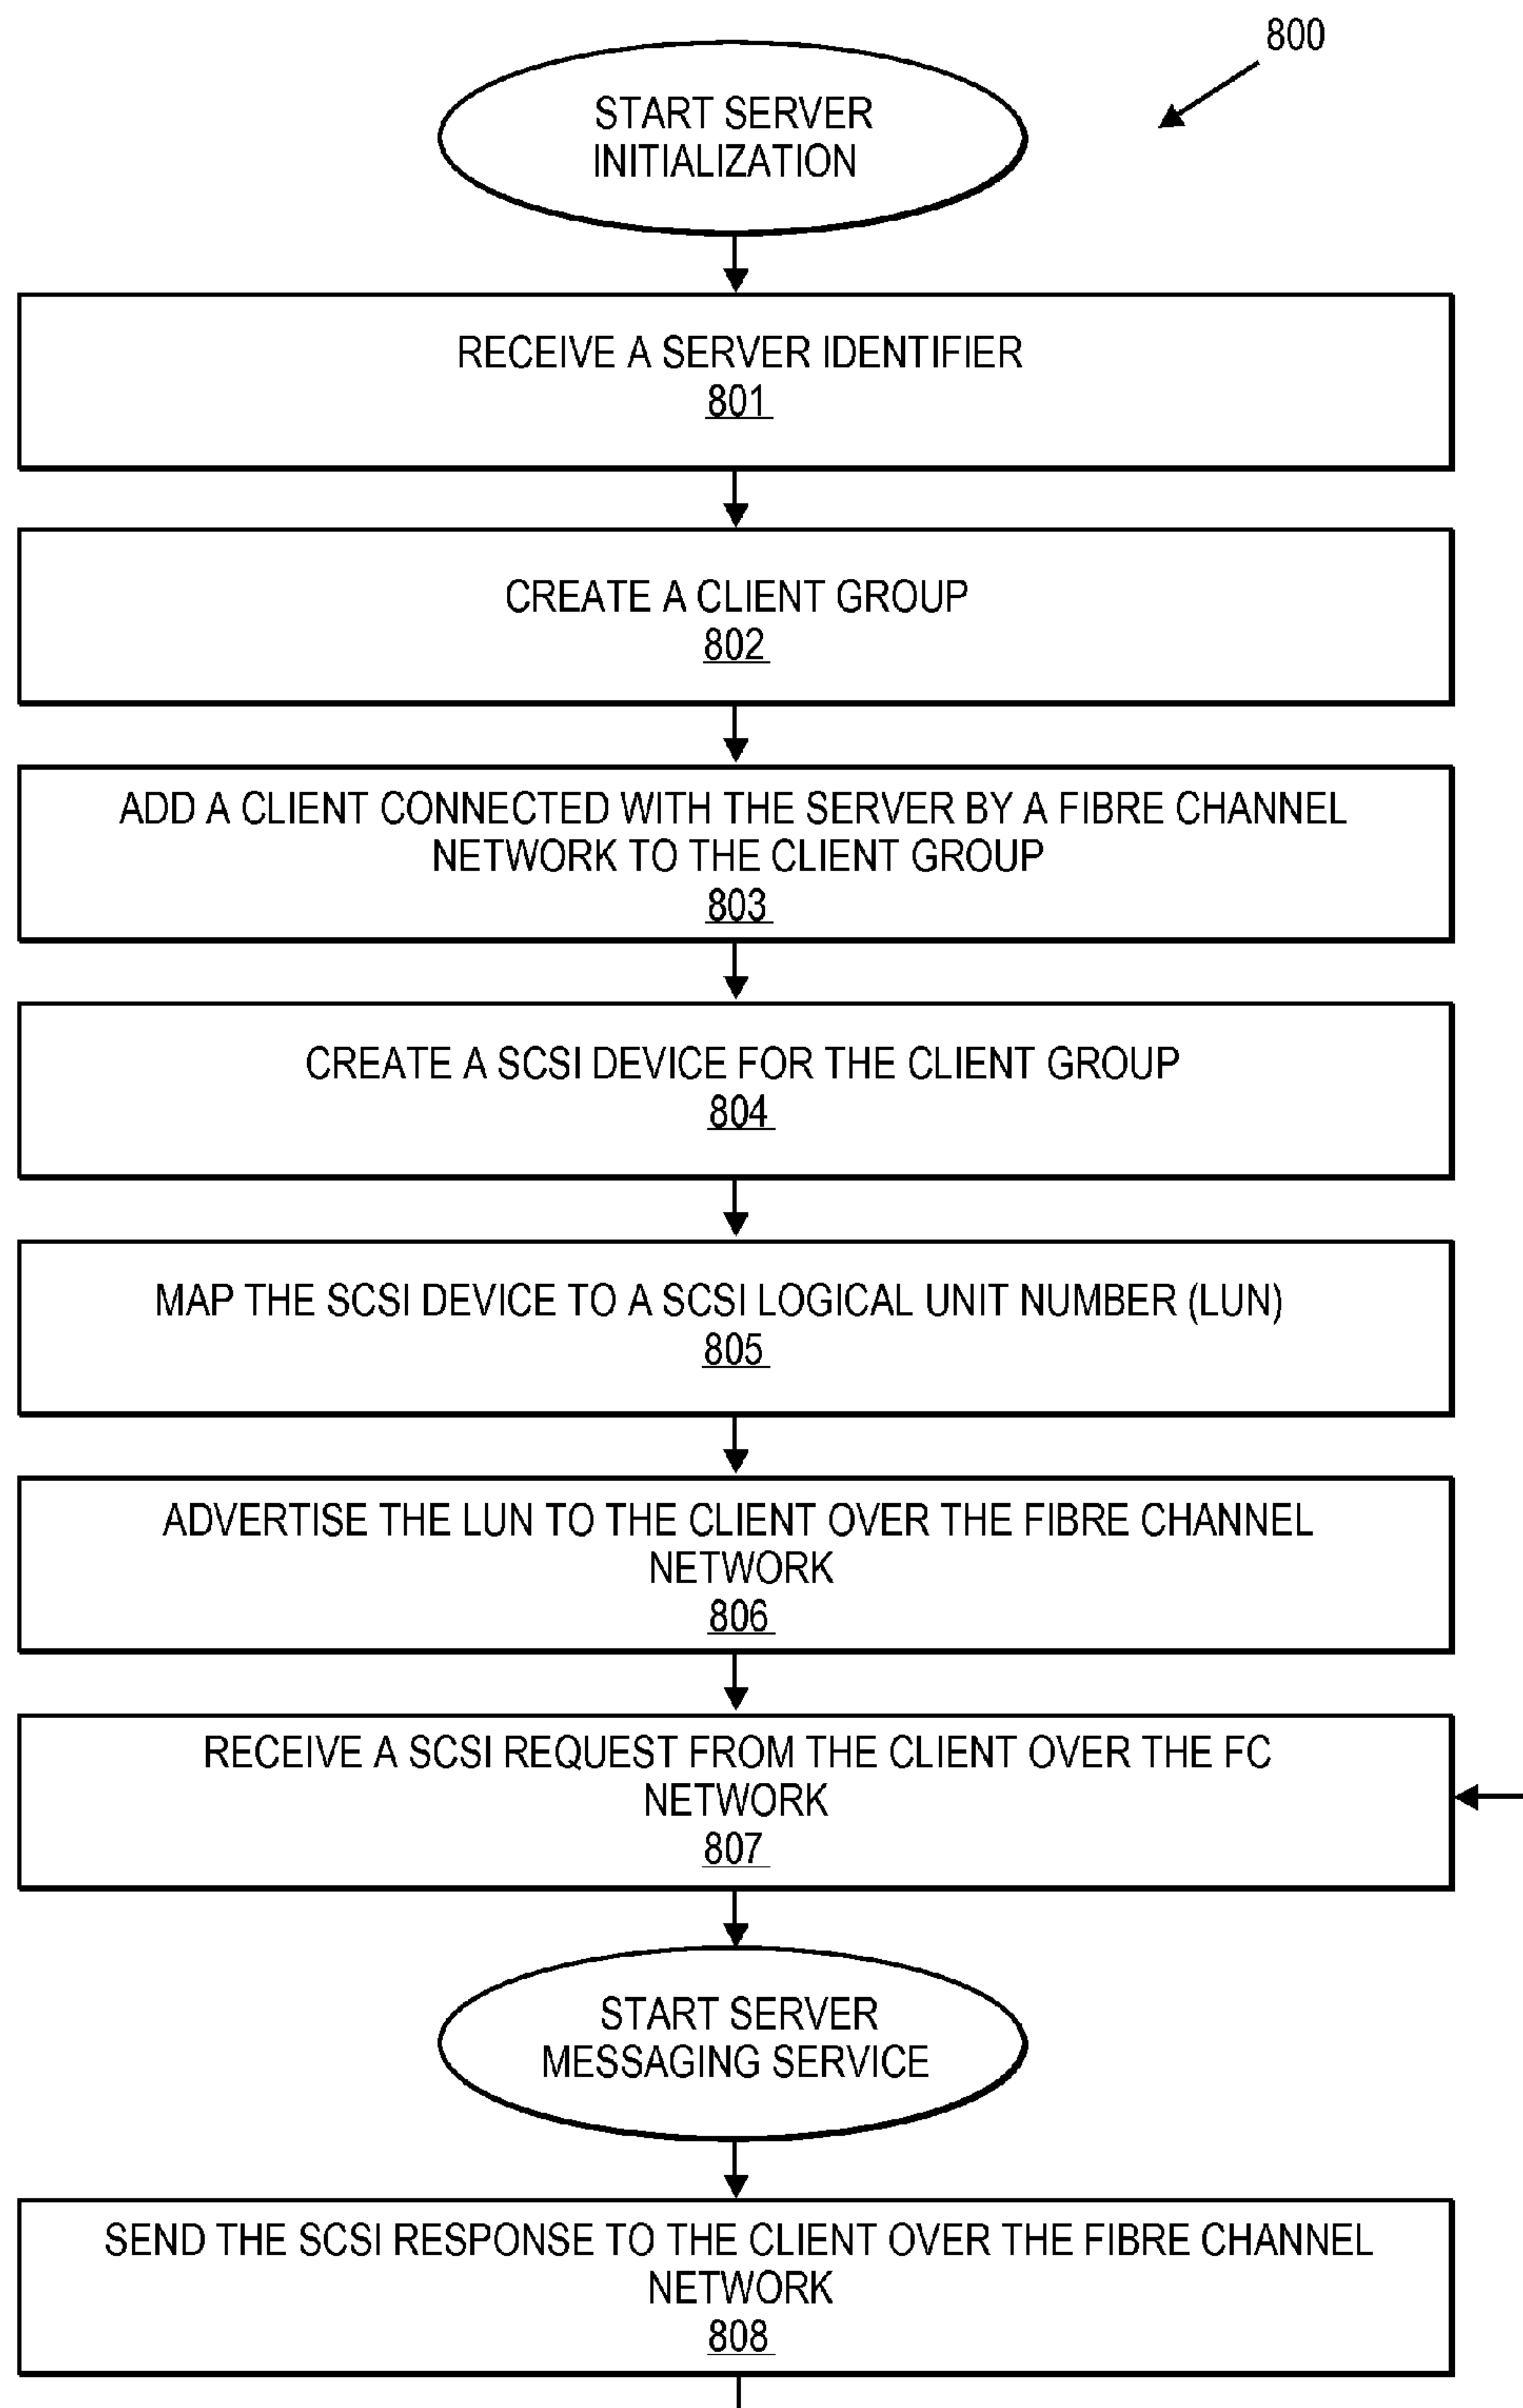 800
START SERVER
INITIALIZATION
RECEIVE A SERVER IDENTIFIER
801
CREATE A CLIENT GROUP
802
ADD A CLIENT CONNECTED WITH THE SERVER BY A FIBRE CHANNEL
NETWORK TO THE CLIENT GROUP
803
CREATE A SCSI DEVICE FOR THE CLIENT GROUP
804
MAP THE SCSI DEVICE TO A SCSI LOGICAL UNIT NUMBER (LUN)
805
ADVERTISE THE LUN TO THE CLIENT OVER THE FIBRE CHANNEL
NETWORK
806
RECEIVE A SCSI REQUEST FROM THE CLIENT OVER THE FC
NETWORK
807
START SERVER
MESSAGING SERVICE
SEND THE SCSI RESPONSE TO THE CLIENT OVER THE FIBRE CHANNEL
NETWORK
808